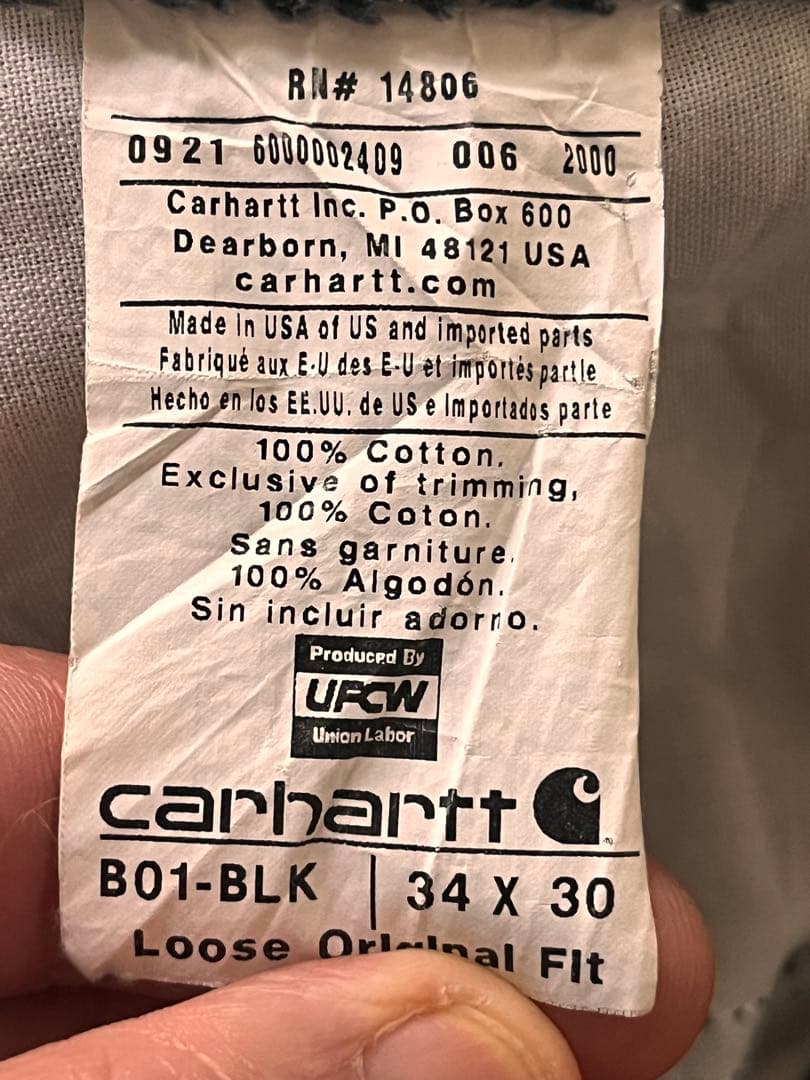 RN# 14806
0921 6000002409 006 2000
Carhartt Inc. P.O. Box 600
Dearborn, MI 48121 USA
carhartt.com
Made in USA of US and imported parts
Fabriqué aux E-U des E-U et importés partie
Hecho en los EE.UU. de US e Importados parte
100% Cotton.
Exclusive of trimming,
100% Coton.
Sans garniture.
100% Algodón.
Sin incluir adorno.
Produced By
UFCW
Union Labor
carhartt
B01-BLK | 34 X 30
Loose Original Fit